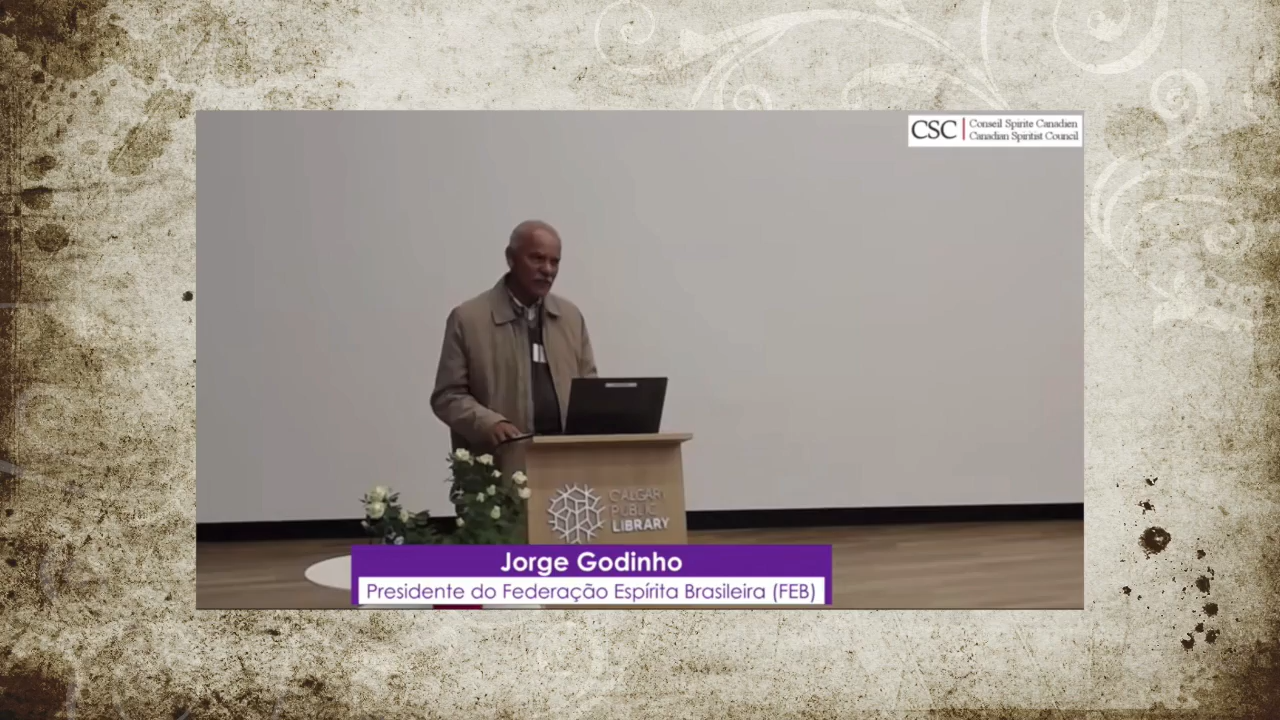 CSC
Conseil Spirite Canadien
Canadian Spiritist Council
CALGARY
PUBLIC
LIBRARY
Jorge Godinho
Presidente do Federação Espírita Brasileira (FEB)